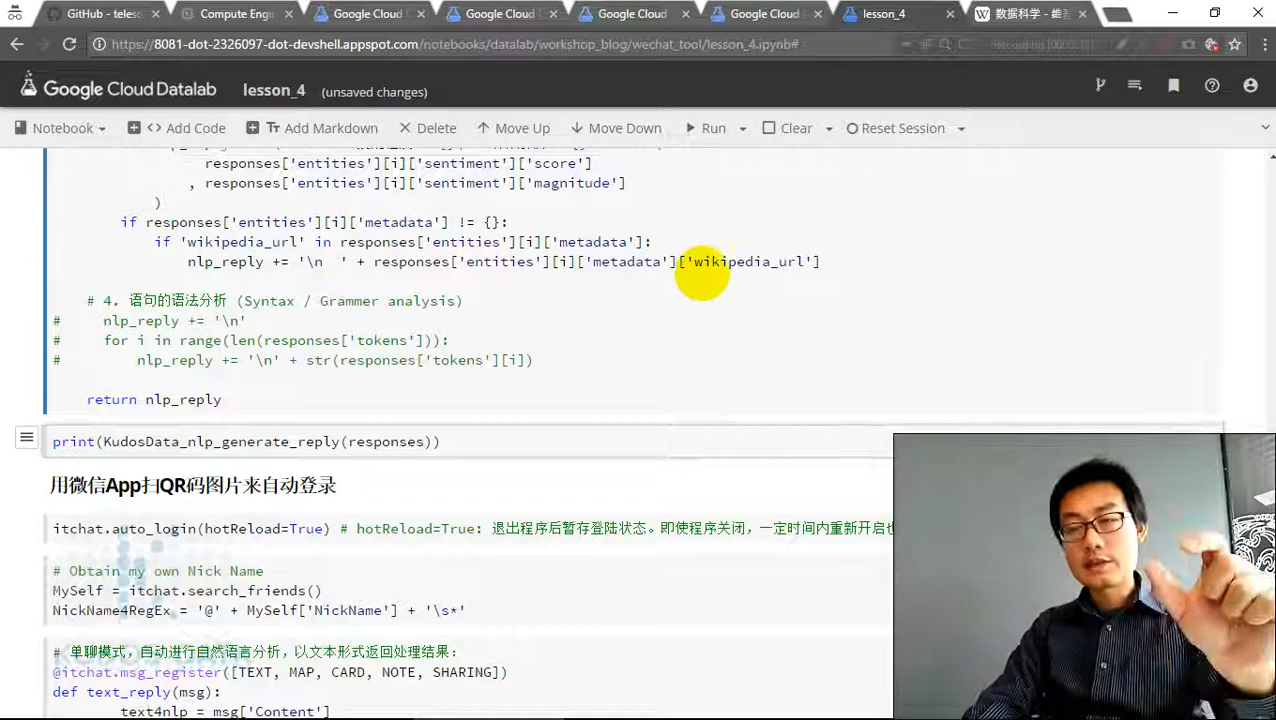 GitHub - telesc
Compute Eng
Google Cloud
Google Cloud
Google Cloud
Google Cloud
lesson_4
数据科学 - 維
https://8081-dot-2326097-dot-devshell.appspot.com/notebooks/datalab/workshop_blog/wechat_tool/lesson_4.ipynb#
Google Cloud Datalab lesson_4 (unsaved changes)
Notebook <> Add Code Add Markdown Delete Move Up Move Down Run Clear Reset Session
responses['entities'][i]['sentiment']['score']
, responses['entities'][i]['sentiment']['magnitude']
)
if responses['entities'][i]['metadata'] != {}:
if 'wikipedia_url' in responses['entities'][i]['metadata']:
nlp_reply += '\n  ' + responses['entities'][i]['metadata']['wikipedia_url']
# 4. 语句的语法分析 (Syntax / Grammer analysis)
# nlp_reply += '\n'
# for i in range(len(responses['tokens'])):
# nlp_reply += '\n' + str(responses['tokens'][i])
return nlp_reply
print(KudosData_nlp_generate_reply(responses))
用微信App扫QR码图片来自动登录
itchat.auto_login(hotReload=True) # hotReload=True: 退出程序后暂存登陆状态。即使程序关闭，一定时间内重新开启也
# Obtain my own Nick Name
MySelf = itchat.search_friends()
NickName4RegEx = '@' + MySelf['NickName'] + '\s*'
# 单聊模式，自动进行自然语言分析，以文本形式返回处理结果：
@itchat.msg_register([TEXT, MAP, CARD, NOTE, SHARING])
def text_reply(msg):
text4nlp = msg['Content']